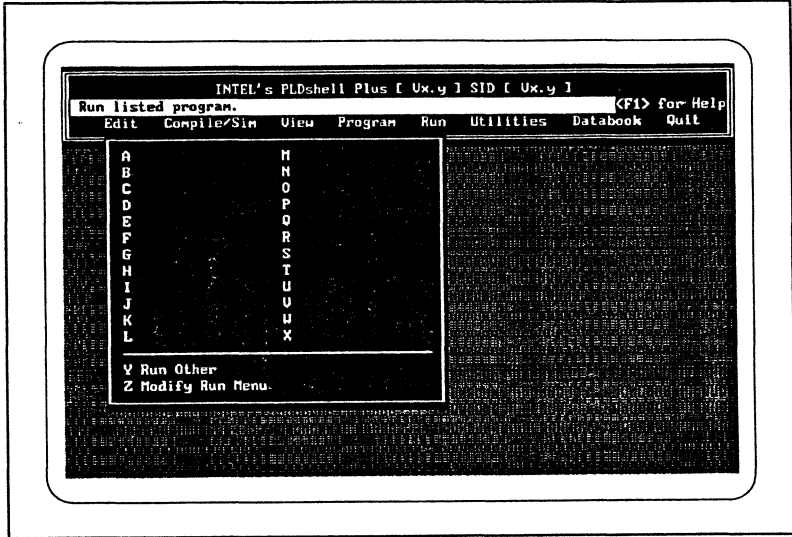 INTEL's PLDshell Plus [ Vx.y ] SID [ Vx.y ]
Run listed program. <F1> for Help
Edit Compile/Sim View Program Run Utilities Databook Quit
A M
B N
C O
D P
E Q
F R
G S
H T
I U
J V
K W
L X
Y Run Other
Z Modify Run Menu